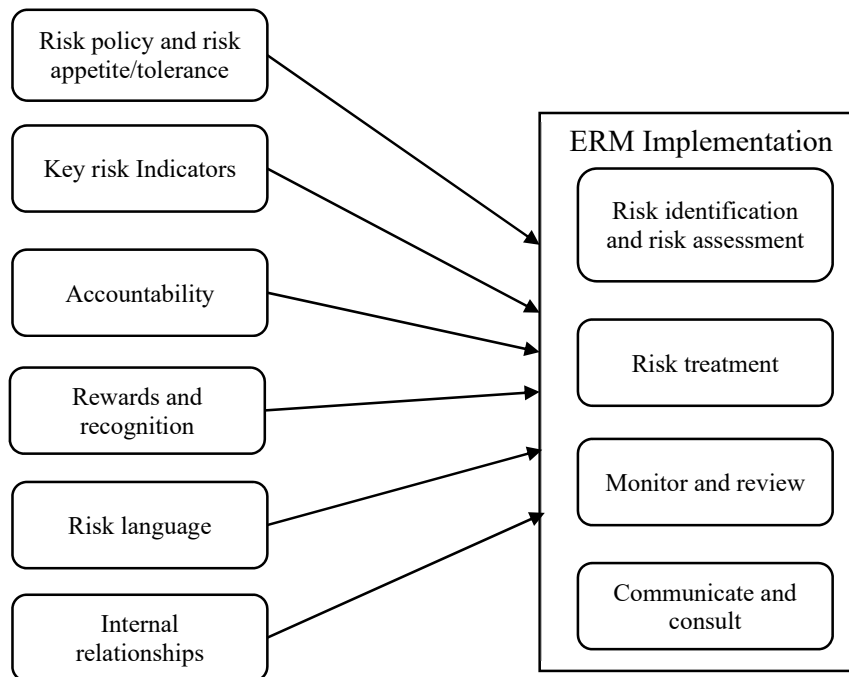 Risk policy and risk
appetite/tolerance
Key risk Indicators
Accountability
Rewards and
recognition
Risk language
Internal
relationships
ERM Implementation
Risk identification
and risk assessment
Risk treatment
Monitor and review
Communicate and
consult